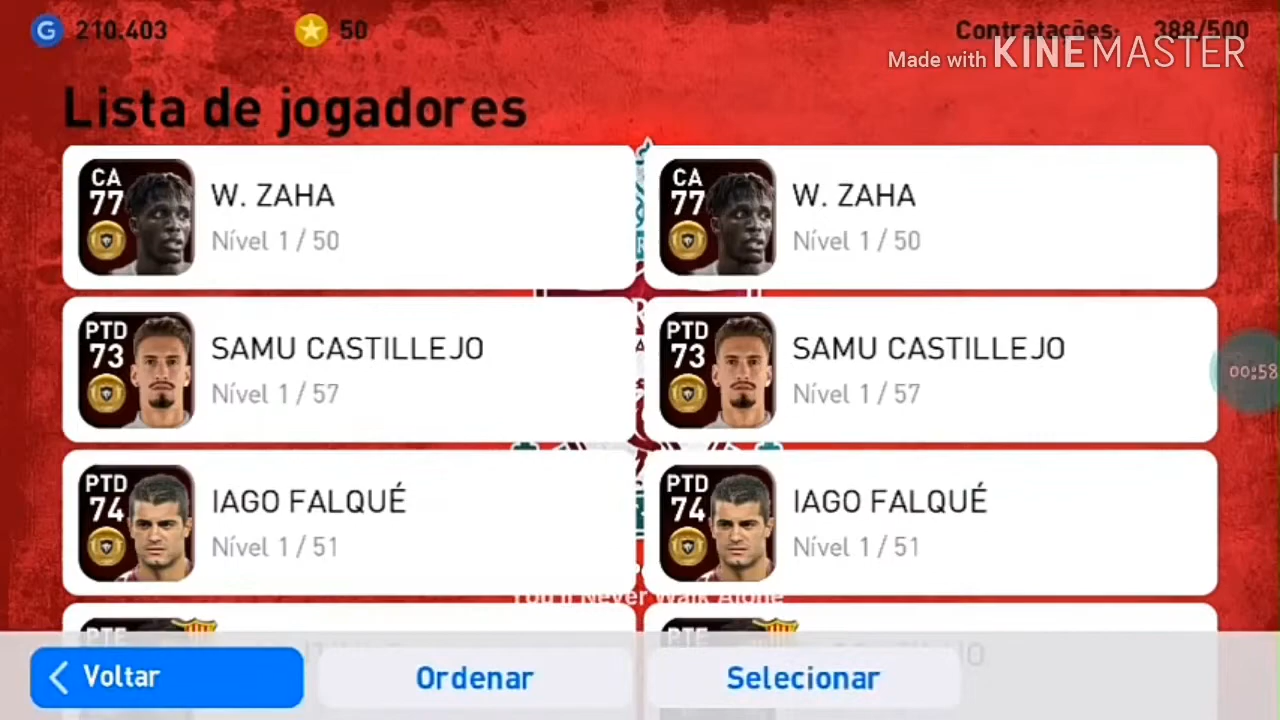 210.403
50
Contratações: 388/500
Made with KINEMASTER
Lista de jogadores
CA
77
W. ZAHA
Nível 1 / 50
CA
77
W. ZAHA
Nível 1 / 50
PTD
73
SAMU CASTILLEJO
Nível 1 / 57
PTD
73
SAMU CASTILLEJO
Nível 1 / 57
00:58
PTD
74
IAGO FALQUÉ
Nível 1 / 51
PTD
74
IAGO FALQUÉ
Nível 1 / 51
You'll Never Walk Alone
PTE
PTE
Voltar
Ordenar
Selecionar